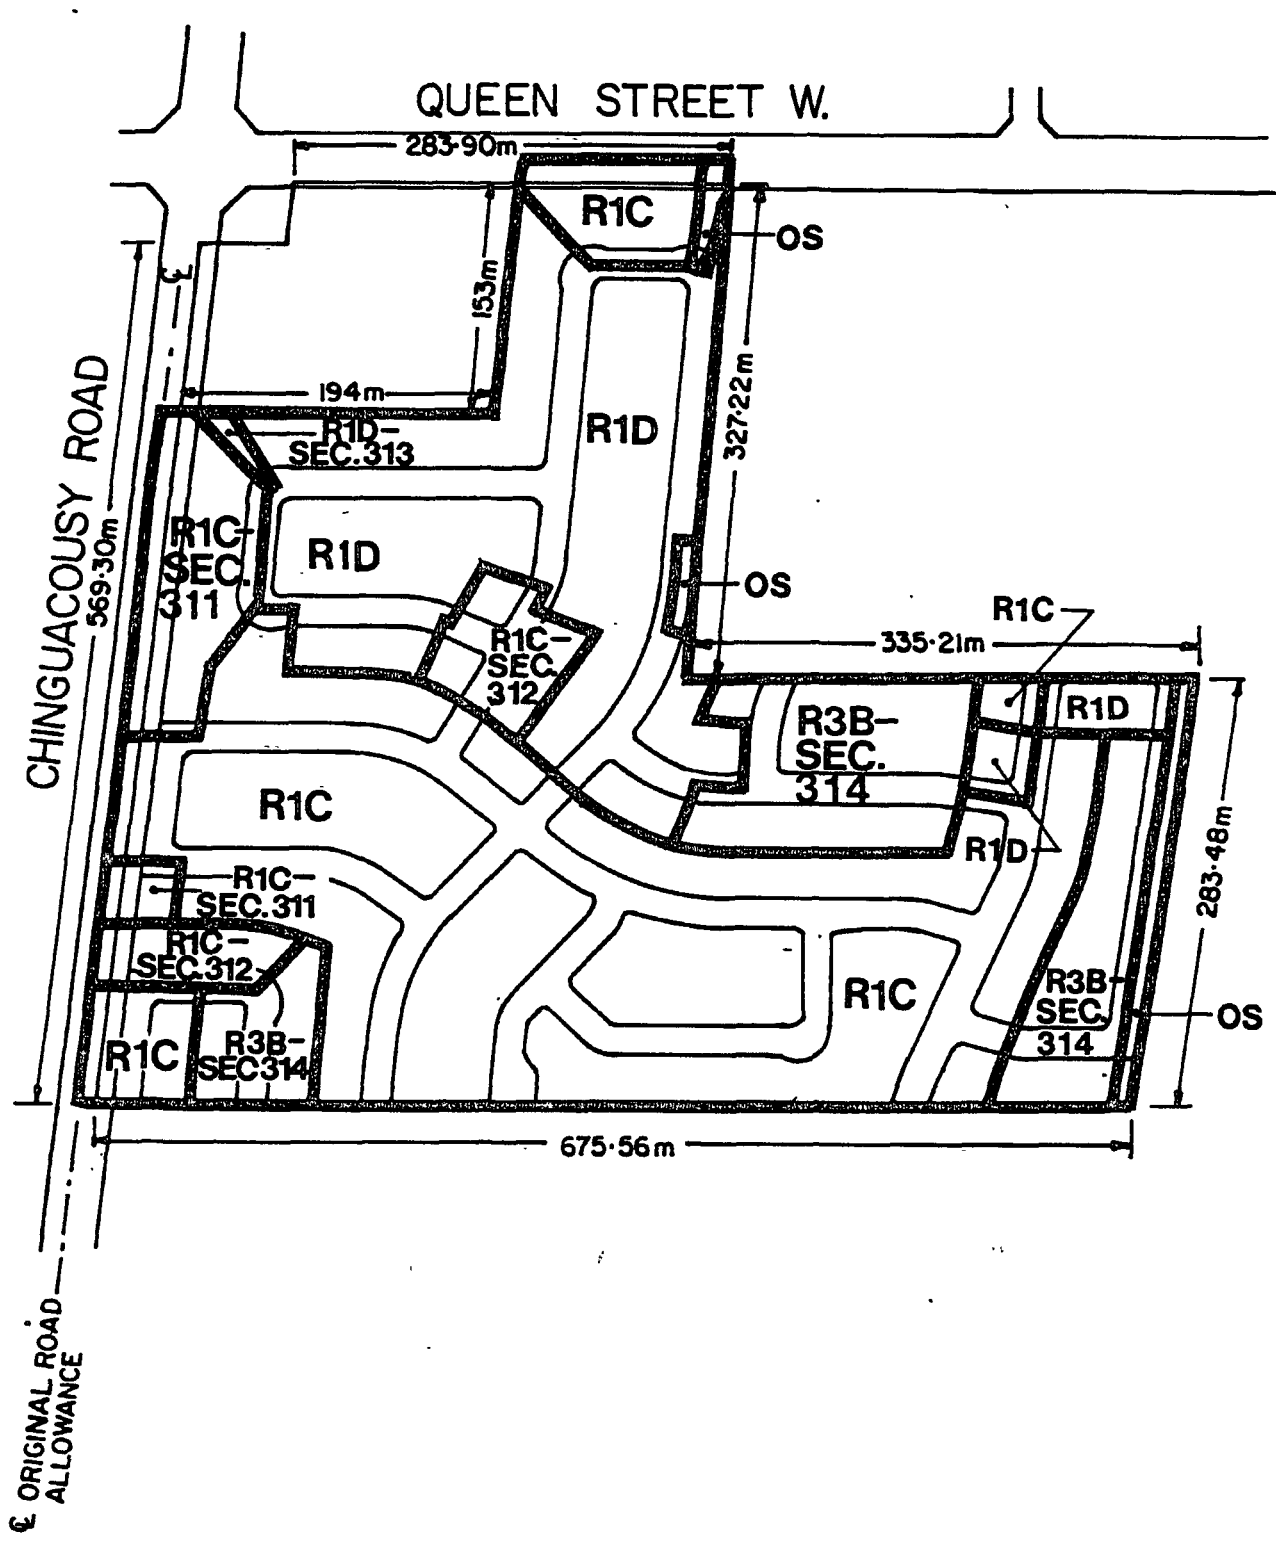 QUEEN STREET W.
283.90m
R1C
OS
℄
153m
CHINGUACOUSY ROAD
569.30m
194m
327.22m
R1D
R1D-
SEC.313
R1C-
SEC.
311
R1D
OS
R1C
335.21m
R1C-
SEC.
312
R3B-
SEC.
314
R1D
R1C
R1D
283.48m
R1C-
SEC.311
R1C-
SEC.312
R1C
R3B-
SEC.
314
OS
R1C
R3B-
SEC314
675.56m
℄ ORIGINAL ROAD
ALLOWANCE